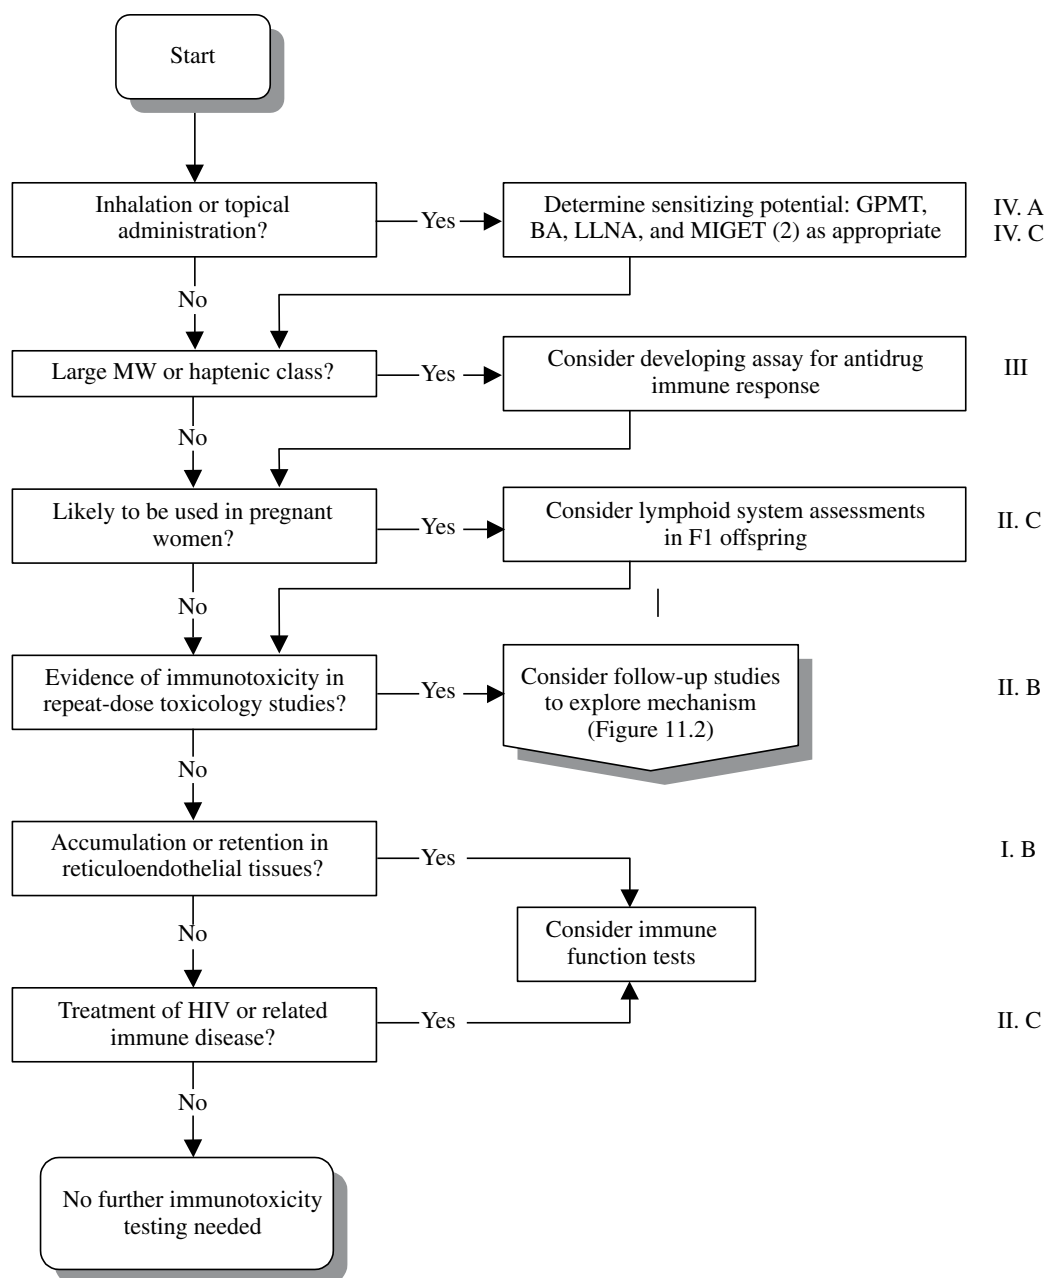 Start
Inhalation or topical
administration?
Yes
Determine sensitizing potential: GPMT,
BA, LLNA, and MIGET (2) as appropriate
IV. A
IV. C
No
Large MW or haptenic class?
Yes
Consider developing assay for antidrug
immune response
III
No
Likely to be used in pregnant
women?
Yes
Consider lymphoid system assessments
in F1 offspring
II. C
No
Evidence of immunotoxicity in
repeat-dose toxicology studies?
Yes
Consider follow-up studies
to explore mechanism
(Figure 11.2)
II. B
No
Accumulation or retention in
reticuloendothelial tissues?
Yes
I. B
No
Consider immune
function tests
Treatment of HIV or related
immune disease?
Yes
II. C
No
No further immunotoxicity
testing needed